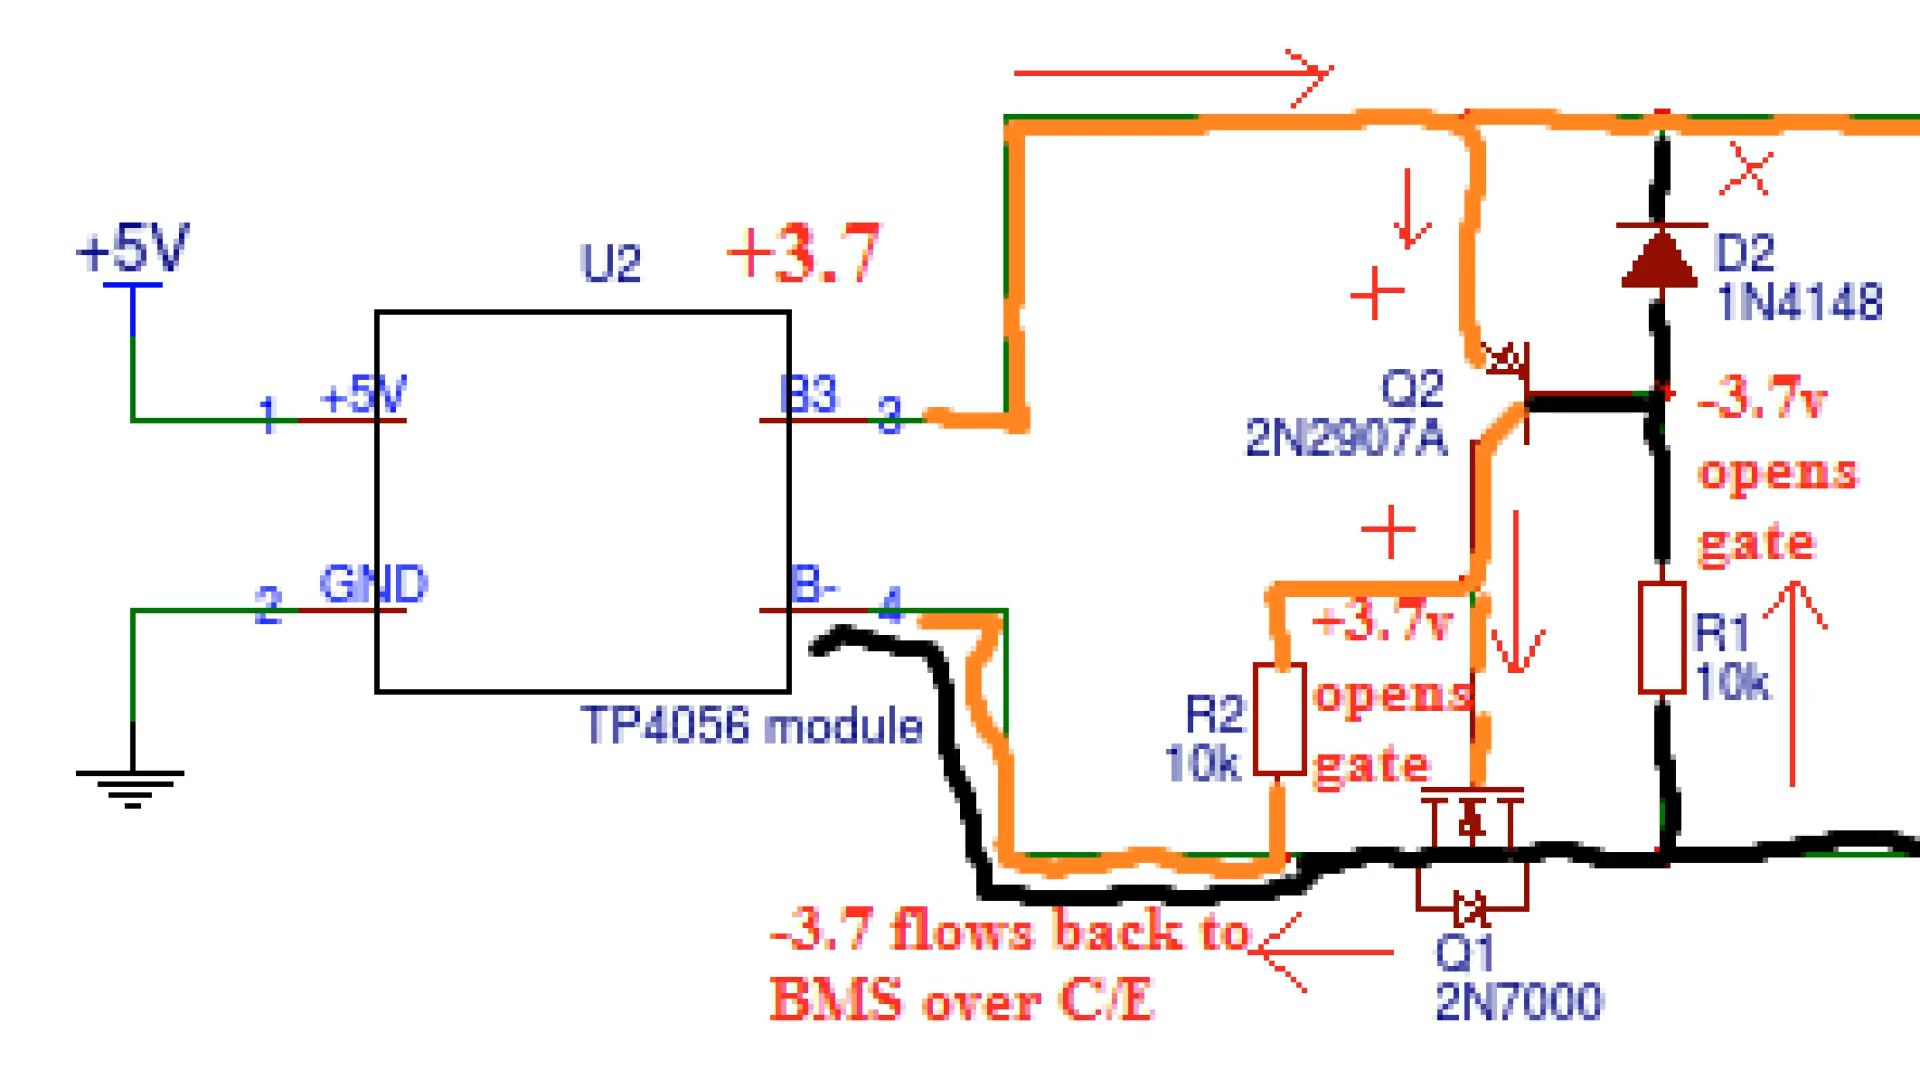 +5V
U2
+3.7
1
+5V
B3
3
2
GND
B-
4
TP4056 module
D2
1N4148
Q2
2N2907A
-3.7v
opens
gate
+
+
+3.7v
opens
gate
R1
10k
R2
10k
-3.7 flows back to
BMS over C/E
Q1
2N7000